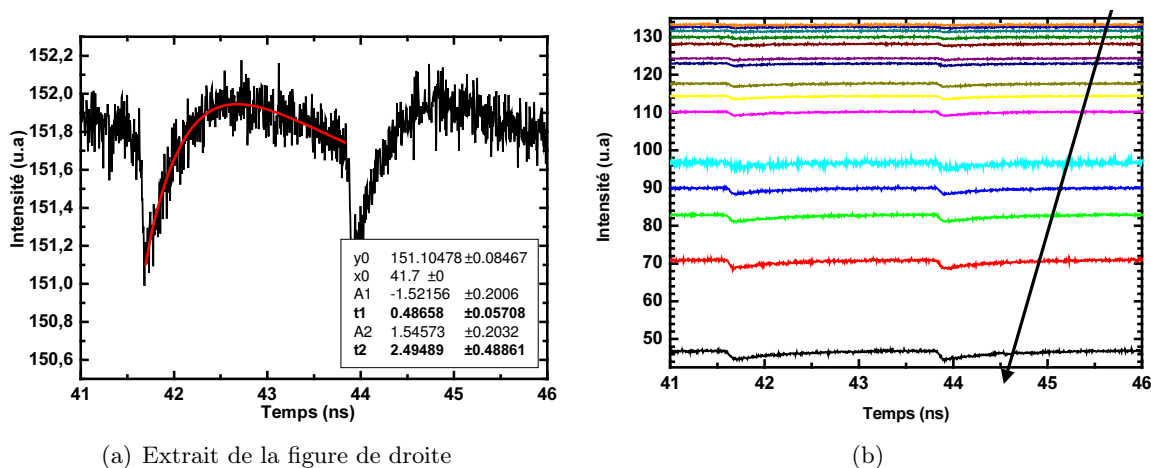 152,2
152,0
151,8
151,6
151,4
151,2
151,0
150,8
150,6
Intensité (u.a)
y0 151.10478 ±0.08467
x0 41.7 ±0
A1 -1.52156 ±0.2006
t1 0.48658 ±0.05708
A2 1.54573 ±0.2032
t2 2.49489 ±0.48861
41 42 43 44 45 46
Temps (ns)
(a) Extrait de la figure de droite
130
120
110
100
90
80
70
60
50
Intensité (u.a)
41 42 43 44 45 46
Temps (ns)
(b)